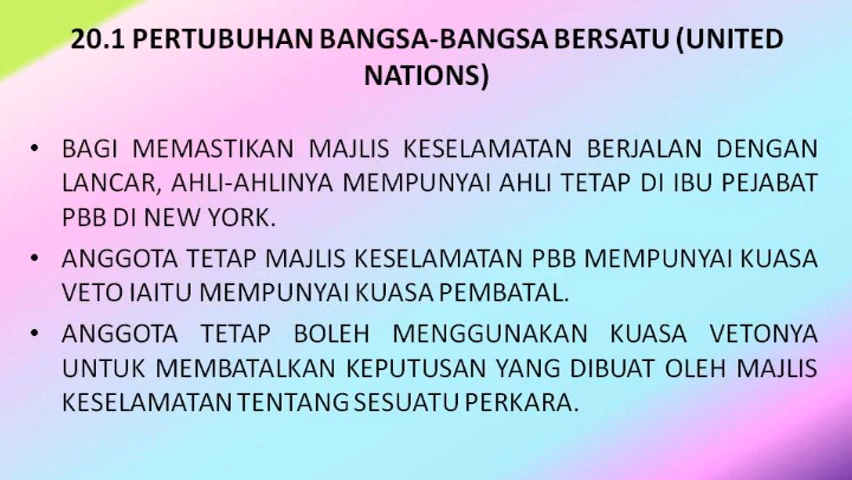 20.1 PERTUBUHAN BANGSA-BANGSA BERSATU (UNITED
NATIONS)
• BAGI MEMASTIKAN MAJLIS KESELAMATAN BERJALAN DENGAN
LANCAR, AHLI-AHLINYA MEMPUNYAI AHLI TETAP DI IBU PEJABAT
PBB DI NEW YORK.
• ANGGOTA TETAP MAJLIS KESELAMATAN PBB MEMPUNYAI KUASA
VETO IAITU MEMPUNYAI KUASA PEMBATAL.
• ANGGOTA TETAP BOLEH MENGGUNAKAN KUASA VETONYA
UNTUK MEMBATALKAN KEPUTUSAN YANG DIBUAT OLEH MAJLIS
KESELAMATAN TENTANG SESUATU PERKARA.